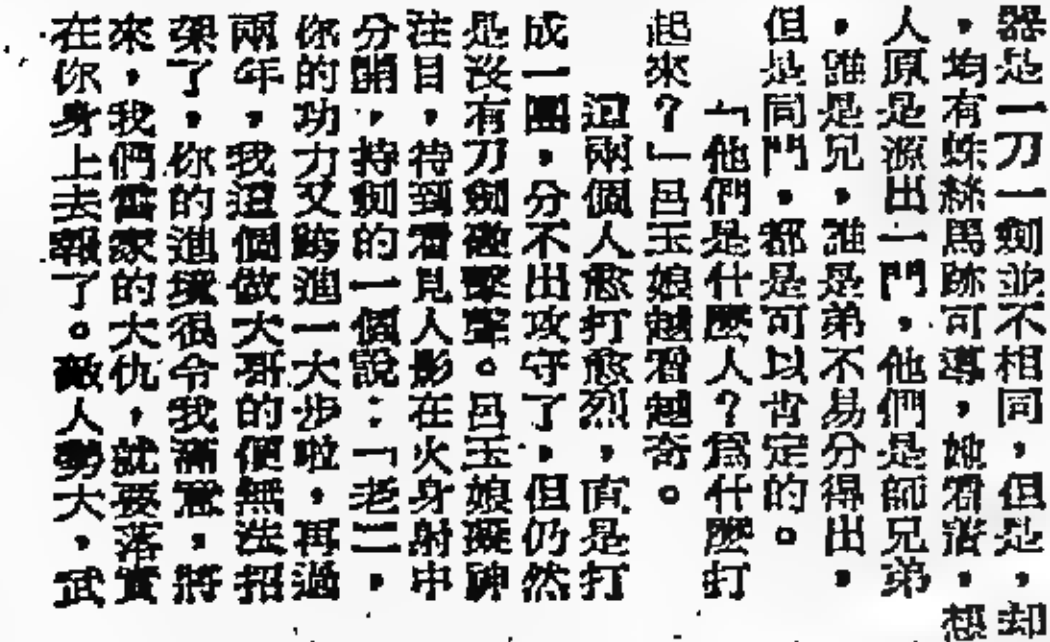 器是一刀一劍並不相同，但是，却
，均有蛛絲馬跡可導，她看清，想
人原是源出一門，他們是師兄弟
，誰是兄，誰是弟不易分得出，
但是同門，都是可以肯定的。
「他們是什麼人？爲什麼打
起來？」呂玉娘越看越奇。
這兩個人愈打愈烈，直是打
成一團，分不出攻守了，但仍然
是沒有刀劍碰擊聲。呂玉娘凝神
注目，待到看見人影在火身射中
分開，持劍的一個說：「老二，
你的功力又跨進一大步啦，再過
兩年，我這個做大哥的便無法招
架了，你的進境很令我滿意，將
來，我們雷家的大仇，就要落實
在你身上去報了。敵人勢大，武